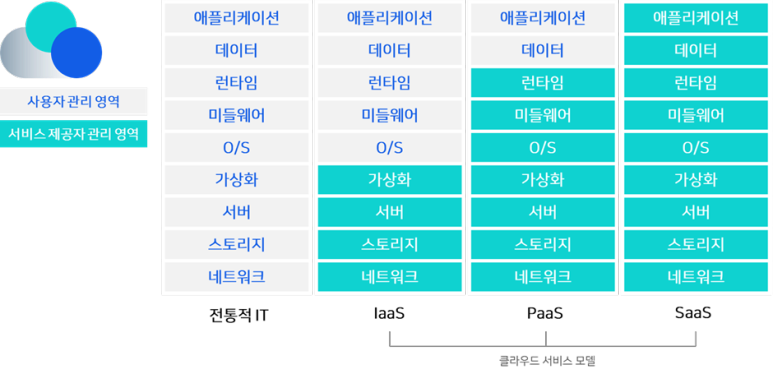 사용자 관리 영역
서비스 제공자 관리 영역
애플리케이션 애플리케이션 애플리케이션 애플리케이션
데이터 데이터 데이터 데이터
런타임 런타임 런타임 런타임
미들웨어 미들웨어 미들웨어 미들웨어
O/S O/S O/S O/S
가상화 가상화 가상화 가상화
서버 서버 서버 서버
스토리지 스토리지 스토리지 스토리지
네트워크 네트워크 네트워크 네트워크
전통적 IT IaaS PaaS SaaS
클라우드 서비스 모델